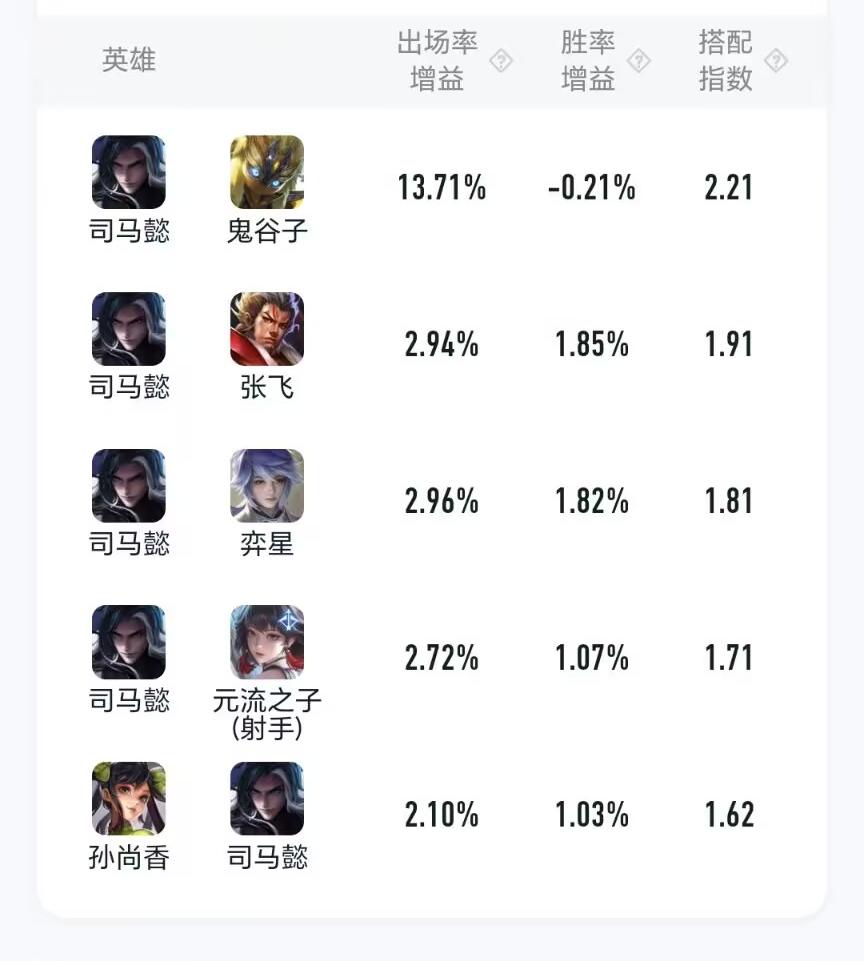 英雄
出场率
增益
胜率
增益
搭配
指数
司马懿 鬼谷子 13.71% -0.21% 2.21
司马懿 张飞 2.94% 1.85% 1.91
司马懿 弈星 2.96% 1.82% 1.81
司马懿 元流之子
(射手) 2.72% 1.07% 1.71
孙尚香 司马懿 2.10% 1.03% 1.62